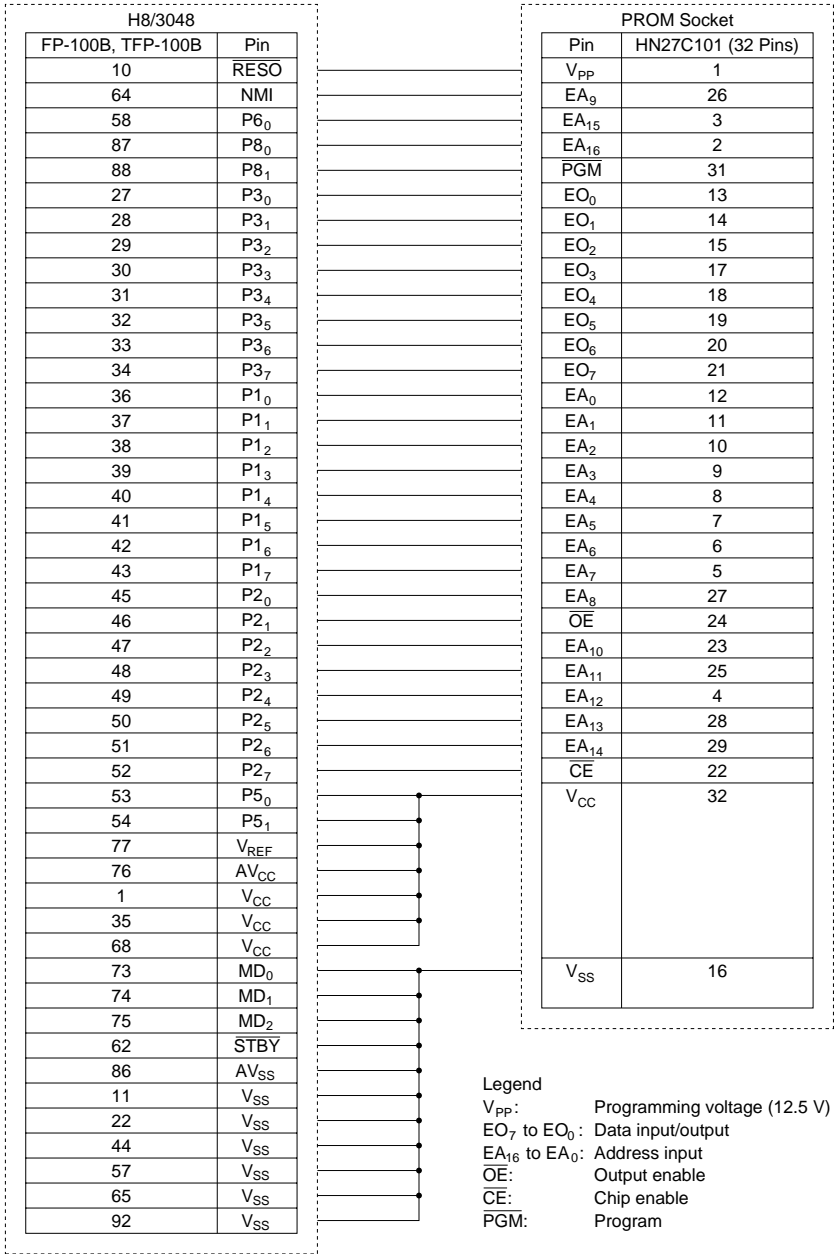 H8/3048 PROM Socket
FP-100B, TFP-100B Pin Pin HN27C101 (32 Pins)
10 R̅E̅S̅O̅ V_PP 1
64 NMI EA₉ 26
58 P6₀ EA₁₅ 3
87 P8₀ EA₁₆ 2
88 P8₁ P̅G̅M̅ 31
27 P3₀ EO₀ 13
28 P3₁ EO₁ 14
29 P3₂ EO₂ 15
30 P3₃ EO₃ 17
31 P3₄ EO₄ 18
32 P3₅ EO₅ 19
33 P3₆ EO₆ 20
34 P3₇ EO₇ 21
36 P1₀ EA₀ 12
37 P1₁ EA₁ 11
38 P1₂ EA₂ 10
39 P1₃ EA₃ 9
40 P1₄ EA₄ 8
41 P1₅ EA₅ 7
42 P1₆ EA₆ 6
43 P1₇ EA₇ 5
45 P2₀ EA₈ 27
46 P2₁ O̅E̅ 24
47 P2₂ EA₁₀ 23
48 P2₃ EA₁₁ 25
49 P2₄ EA₁₂ 4
50 P2₅ EA₁₃ 28
51 P2₆ EA₁₄ 29
52 P2₇ C̅E̅ 22
53 P5₀ V_CC 32
54 P5₁
77 V_REF
76 AV_CC
1 V_CC
35 V_CC
68 V_CC
73 MD₀ V_SS 16
74 MD₁
75 MD₂
62 S̅T̅B̅Y̅
86 AV_SS
11 V_SS
22 V_SS
44 V_SS
57 V_SS
65 V_SS
92 V_SS
Legend
V_PP: Programming voltage (12.5 V)
EO₇ to EO₀: Data input/output
EA₁₆ to EA₀: Address input
O̅E̅: Output enable
C̅E̅: Chip enable
P̅G̅M̅: Program